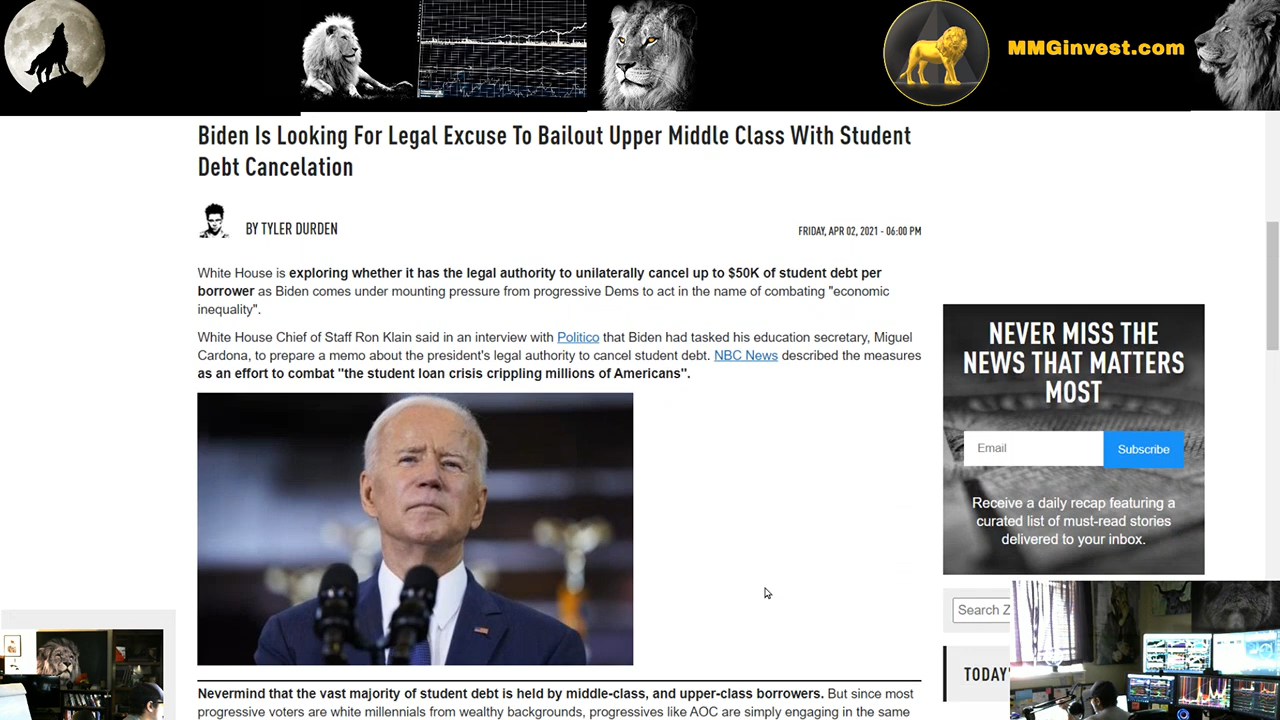 MMGinvest.com
Biden Is Looking For Legal Excuse To Bailout Upper Middle Class With Student
Debt Cancelation
BY TYLER DURDEN
FRIDAY, APR 02, 2021 - 06:00 PM
White House is exploring whether it has the legal authority to unilaterally cancel up to $50K of student debt per
borrower as Biden comes under mounting pressure from progressive Dems to act in the name of combating "economic
inequality".
White House Chief of Staff Ron Klain said in an interview with Politico that Biden had tasked his education secretary, Miguel
Cardona, to prepare a memo about the president's legal authority to cancel student debt. NBC News described the measures
as an effort to combat "the student loan crisis crippling millions of Americans".
Nevermind that the vast majority of student debt is held by middle-class, and upper-class borrowers. But since most
progressive voters are white millennials from wealthy backgrounds, progressives like AOC are simply engaging in the same
NEVER MISS THE
NEWS THAT MATTERS
MOST
Email
Subscribe
Receive a daily recap featuring a
curated list of must-read stories
delivered to your inbox.
Search Z
TODAY'